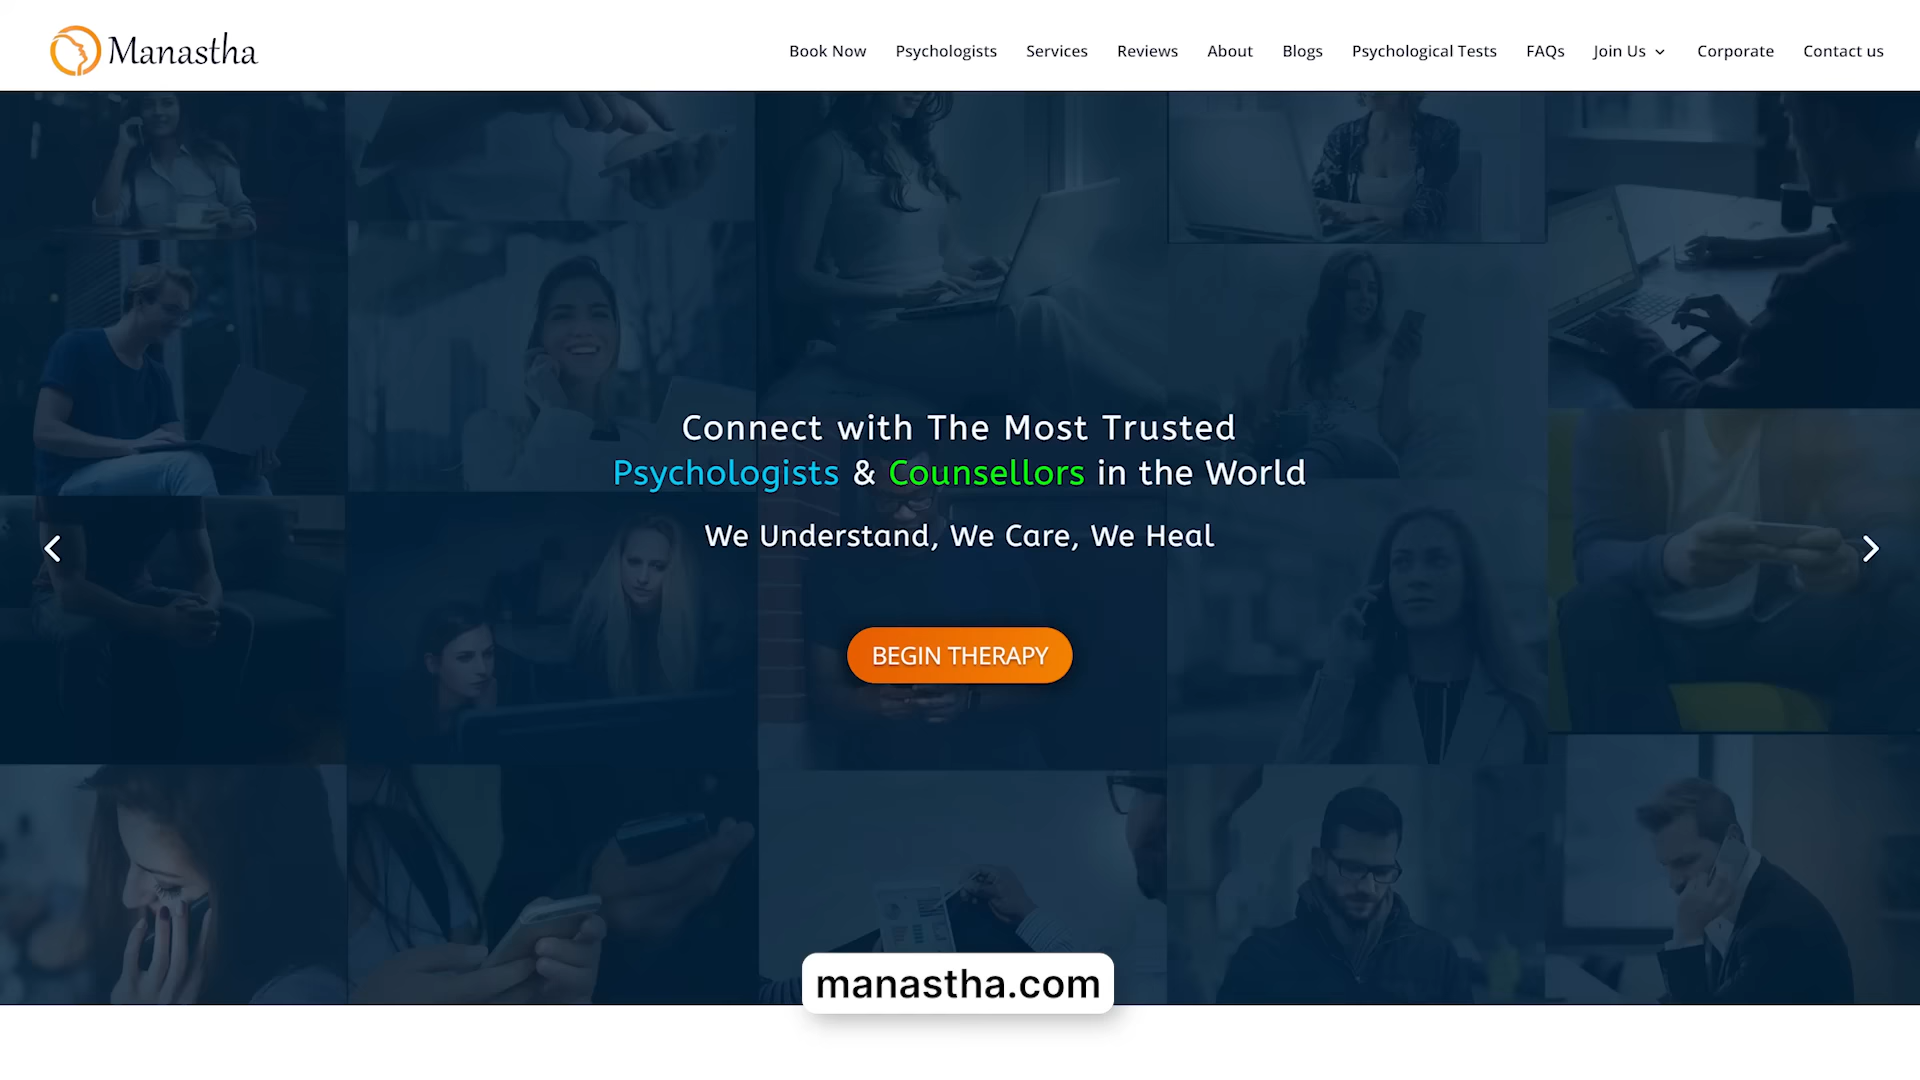 Manastha
Book Now Psychologists Services Reviews About Blogs Psychological Tests FAQs Join Us Corporate Contact us
Connect with The Most Trusted
Psychologists & Counsellors in the World
We Understand, We Care, We Heal
BEGIN THERAPY
manastha.com